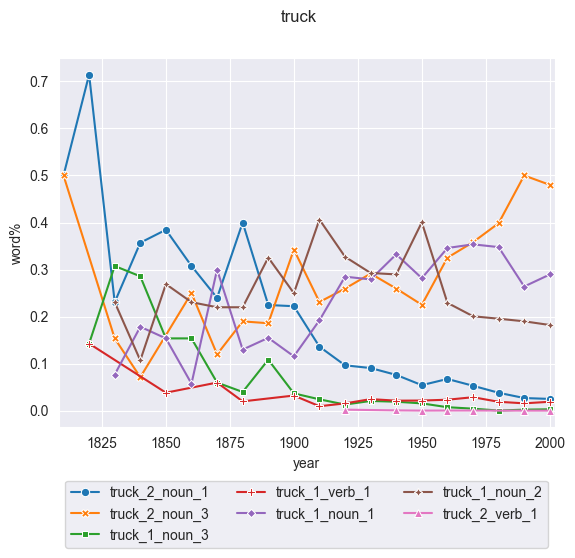 truck
0.7
0.6
0.5
0.4
0.3
0.2
0.1
0.0
word%
1825 1850 1875 1900 1925 1950 1975 2000
year
truck_2_noun_1 truck_1_verb_1 truck_1_noun_2
truck_2_noun_3 truck_1_noun_1 truck_2_verb_1
truck_1_noun_3